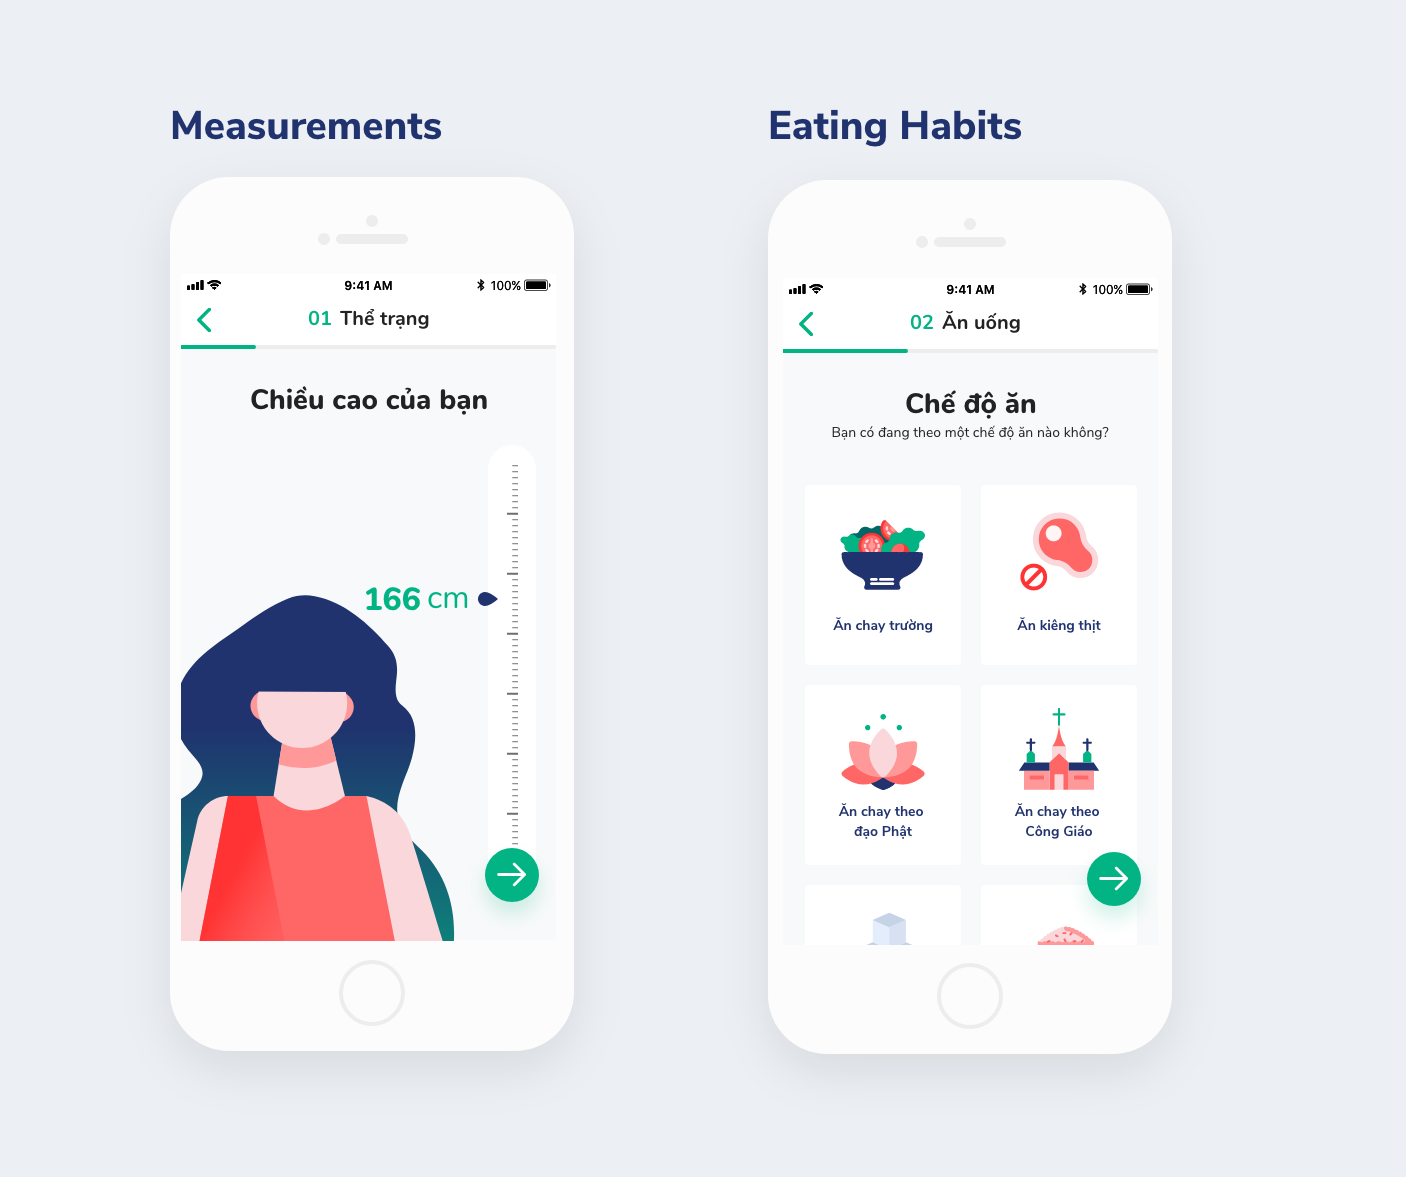 Measurements
9:41 AM
100%
01 Thể trạng
Chiều cao của bạn
166 cm
Eating Habits
9:41 AM
100%
02 Ăn uống
Chế độ ăn
Bạn có đang theo một chế độ ăn nào không?
Ăn chay trường
Ăn kiêng thịt
Ăn chay theo
đạo Phật
Ăn chay theo
Công Giáo